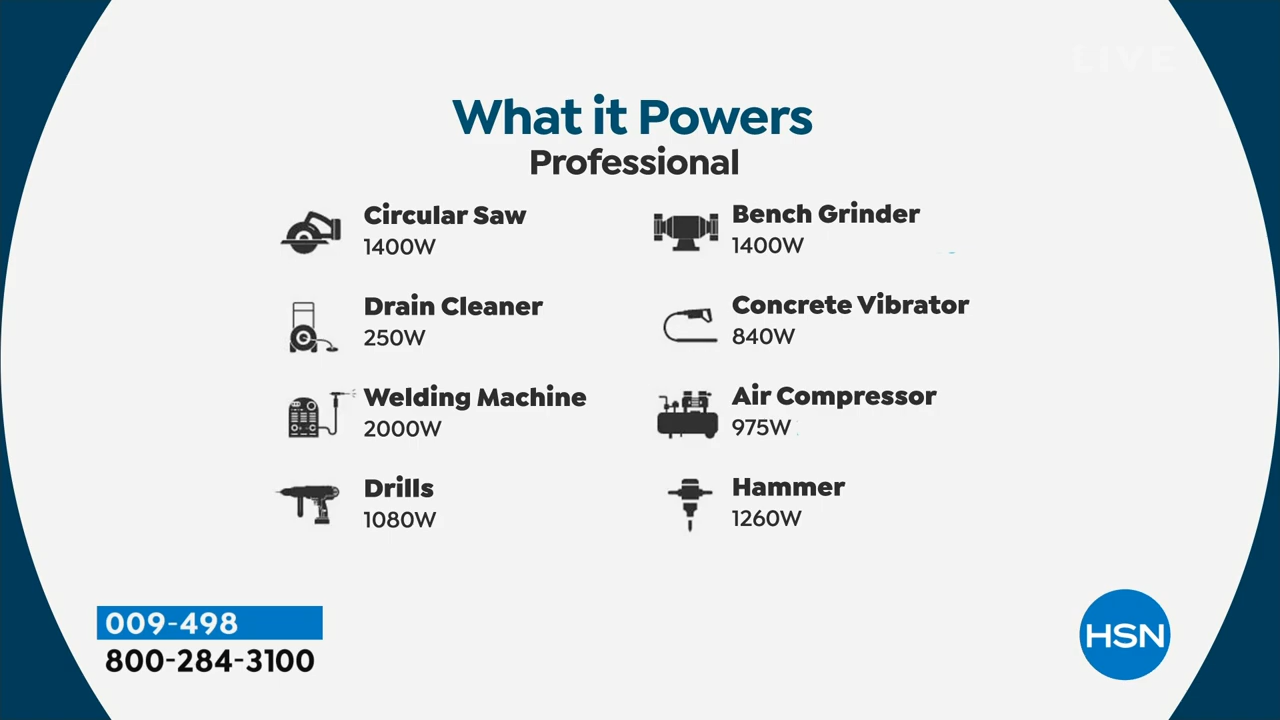 LIVE
What it Powers
Professional
Circular Saw
1400W
Bench Grinder
1400W
Drain Cleaner
250W
Concrete Vibrator
840W
Welding Machine
2000W
Air Compressor
975W
Drills
1080W
Hammer
1260W
009-498
800-284-3100
HSN